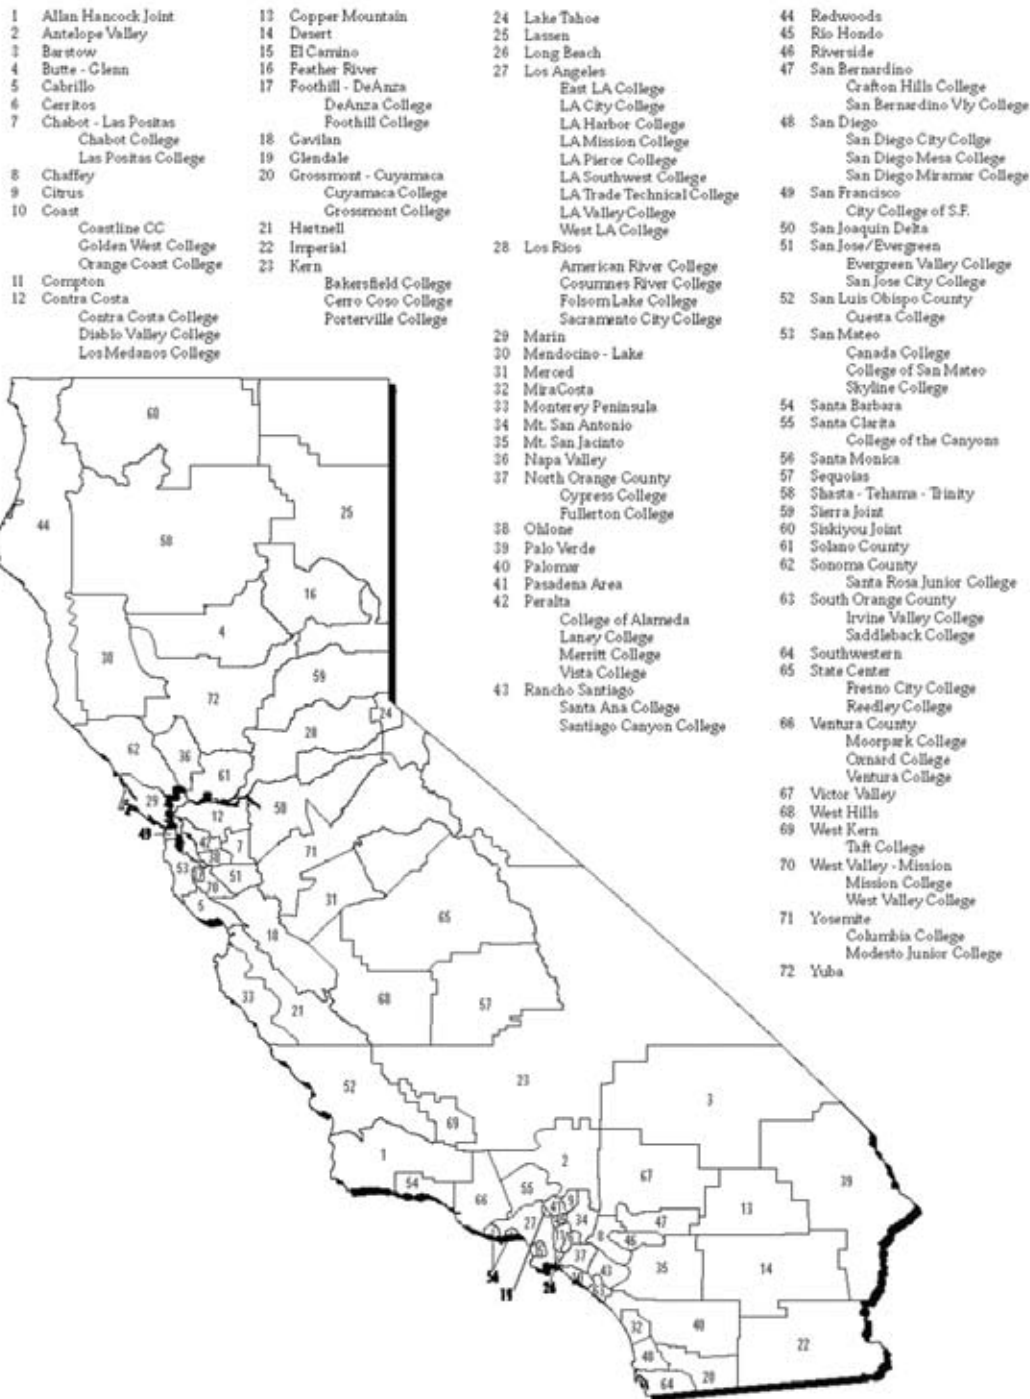 1 Allan Hancock Joint
2 Antelope Valley
3 Barstow
4 Butte - Glenn
5 Cabrillo
6 Cerritos
7 Chabot - Las Positas
Chabot College
Las Positas College
8 Chaffey
9 Citrus
10 Coast
Coastline CC
Golden West College
Orange Coast College
11 Compton
12 Contra Costa
Contra Costa College
Diablo Valley College
Los Medanos College
13 Copper Mountain
14 Desert
15 El Camino
16 Feather River
17 Foothill - DeAnza
DeAnza College
Foothill College
18 Gavilan
19 Glendale
20 Grossmont - Cuyamaca
Cuyamaca College
Grossmont College
21 Hartnell
22 Imperial
23 Kern
Bakersfield College
Cerro Coso College
Porterville College
24 Lake Tahoe
25 Lassen
26 Long Beach
27 Los Angeles
East LA College
LA City College
LA Harbor College
LA Mission College
LA Pierce College
LA Southwest College
LA Trade Technical College
LA Valley College
West LA College
28 Los Rios
American River College
Cosumnes River College
Folsom Lake College
Sacramento City College
29 Marin
30 Mendocino - Lake
31 Merced
32 MiraCosta
33 Monterey Peninsula
34 Mt. San Antonio
35 Mt. San Jacinto
36 Napa Valley
37 North Orange County
Cypress College
Fullerton College
38 Ohlone
39 Palo Verde
40 Palomar
41 Pasadena Area
42 Peralta
College of Alameda
Laney College
Merritt College
Vista College
43 Rancho Santiago
Santa Ana College
Santiago Canyon College
44 Redwoods
45 Rio Hondo
46 Riverside
47 San Bernardino
Crafton Hills College
San Bernardino Vly College
48 San Diego
San Diego City Collge
San Diego Mesa College
San Diego Miramar College
49 San Francisco
City College of S.F.
50 San Joaquin Delta
51 San Jose/Evergreen
Evergreen Valley College
San Jose City College
52 San Luis Obispo County
Cuesta College
53 San Mateo
Canada College
College of San Mateo
Skyline College
54 Santa Barbara
55 Santa Clarita
College of the Canyons
56 Santa Monica
57 Sequoias
58 Shasta - Tehama - Trinity
59 Sierra Joint
60 Siskiyou Joint
61 Solano County
62 Sonoma County
Santa Rosa Junior College
63 South Orange County
Irvine Valley College
Saddleback College
64 Southwestern
65 State Center
Fresno City College
Reedley College
66 Ventura County
Moorpark College
Oxnard College
Ventura College
67 Victor Valley
68 West Hills
69 West Kern
Taft College
70 West Valley - Mission
Mission College
West Valley College
71 Yosemite
Columbia College
Modesto Junior College
72 Yuba
60
44
25
58
16
4
30
59
72
24
28
62
36
61
29
12
50
49
7
71
53
51
70
31
5
65
18
33
21
68
57
52
23
3
69
1
2
67
39
54
55
66
9
13
27
34
47
46
37
43
35
14
56
19
26
32
40
22
48
64
20